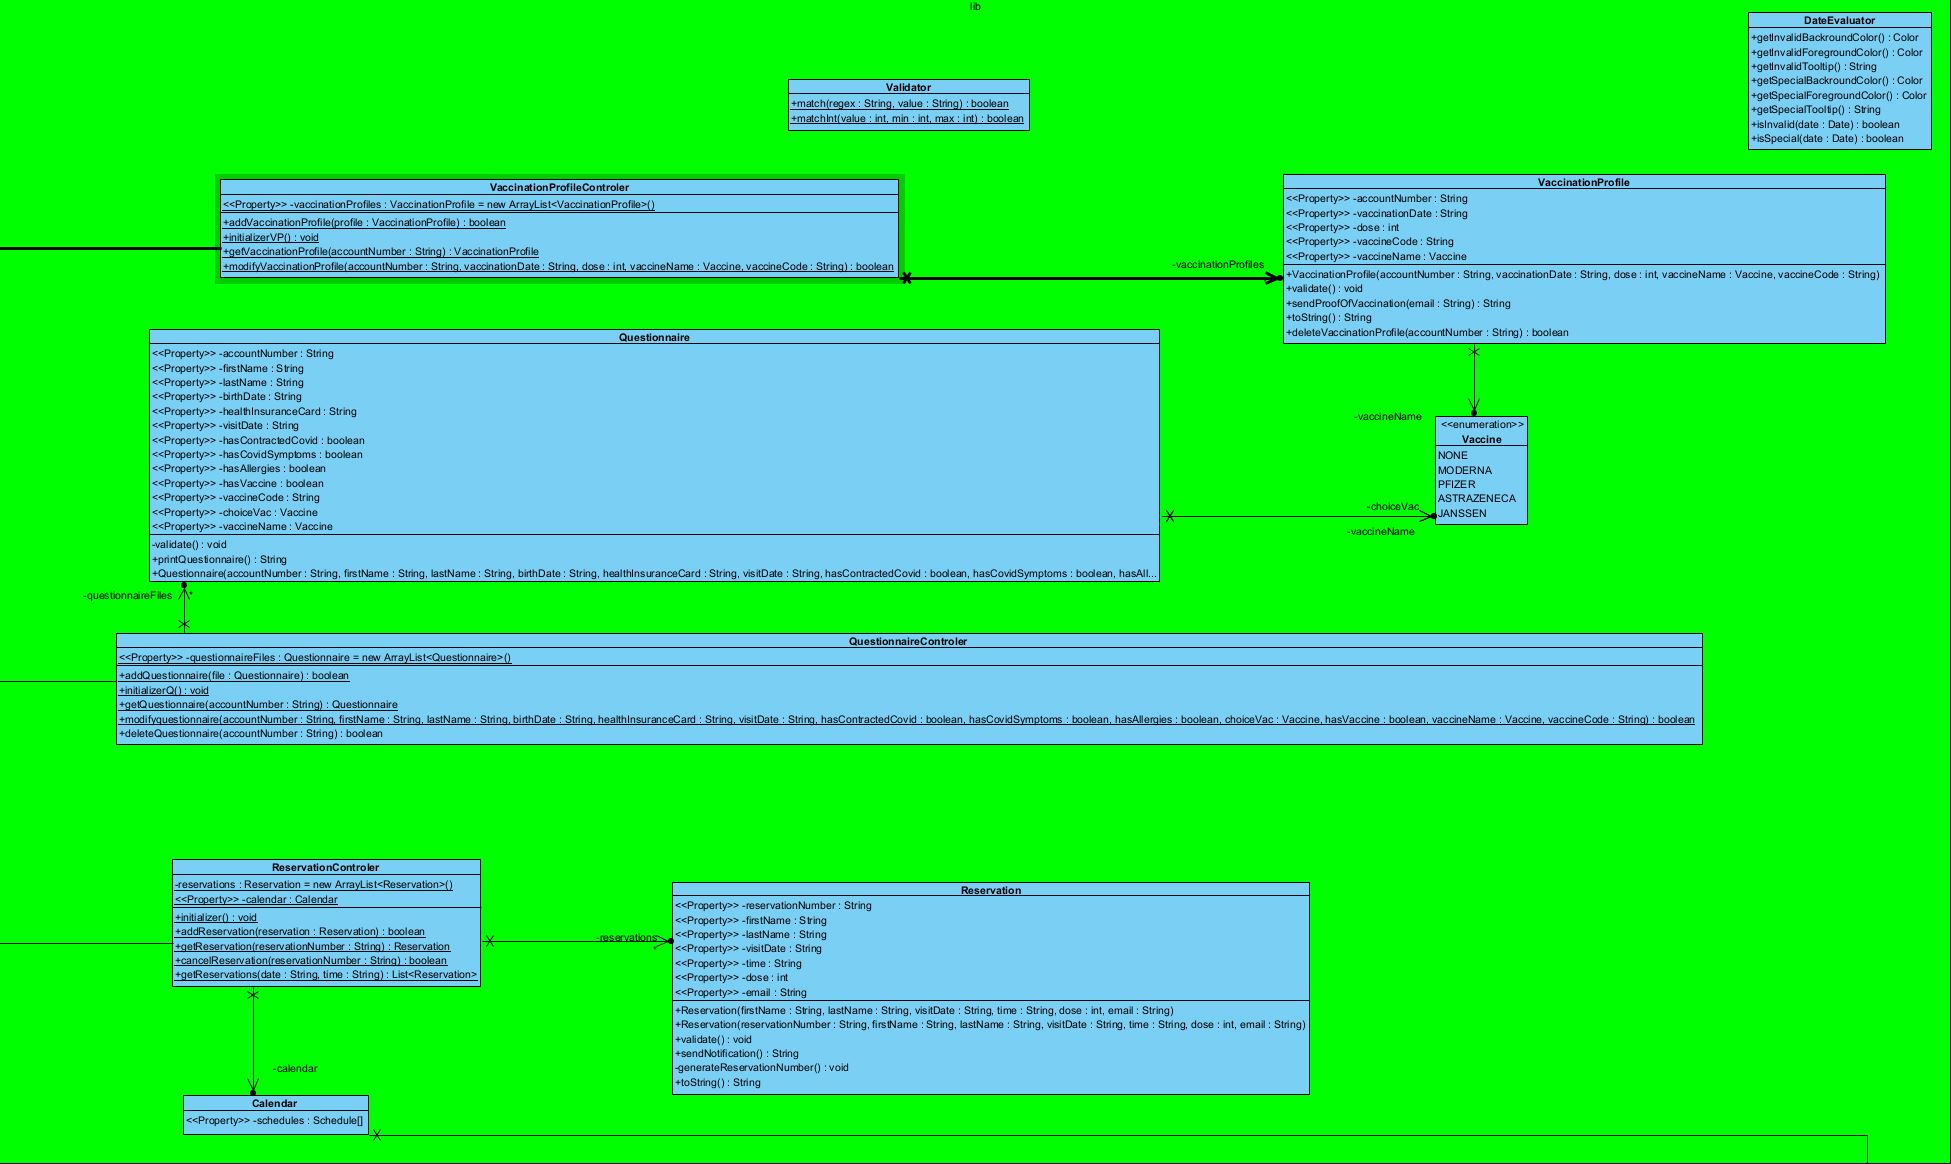 lib
DateEvaluator
+getInvalidBackroundColor() : Color
+getInvalidForegroundColor() : Color
+getInvalidTooltip() : String
+getSpecialBackroundColor() : Color
+getSpecialForegroundColor() : Color
+getSpecialTooltip() : String
+isInvalid(date : Date) : boolean
+isSpecial(date : Date) : boolean
Validator
+match(regex : String, value : String) : boolean
+matchInt(value : int, min : int, max : int) : boolean
VaccinationProfileControler
<<Property>> -vaccinationProfiles : VaccinationProfile = new ArrayList<VaccinationProfile>()
+addVaccinationProfile(profile : VaccinationProfile) : boolean
+initializerVP() : void
+getVaccinationProfile(accountNumber : String) : VaccinationProfile
+modifyVaccinationProfile(accountNumber : String, vaccinationDate : String, dose : int, vaccineName : Vaccine, vaccineCode : String) : boolean
-vaccinationProfiles
VaccinationProfile
<<Property>> -accountNumber : String
<<Property>> -vaccinationDate : String
<<Property>> -dose : int
<<Property>> -vaccineCode : String
<<Property>> -vaccineName : Vaccine
+VaccinationProfile(accountNumber : String, vaccinationDate : String, dose : int, vaccineName : Vaccine, vaccineCode : String)
+validate() : void
+sendProofOfVaccination(email : String) : String
+toString() : String
+deleteVaccinationProfile(accountNumber : String) : boolean
Questionnaire
<<Property>> -accountNumber : String
<<Property>> -firstName : String
<<Property>> -lastName : String
<<Property>> -birthDate : String
<<Property>> -healthInsuranceCard : String
<<Property>> -visitDate : String
<<Property>> -hasContractedCovid : boolean
<<Property>> -hasCovidSymptoms : boolean
<<Property>> -hasAllergies : boolean
<<Property>> -hasVaccine : boolean
<<Property>> -vaccineCode : String
<<Property>> -choiceVac : Vaccine
<<Property>> -vaccineName : Vaccine
-validate() : void
+printQuestionnaire() : String
+Questionnaire(accountNumber : String, firstName : String, lastName : String, birthDate : String, healthInsuranceCard : String, visitDate : String, hasContractedCovid : boolean, hasCovidSymptoms : boolean, hasAll...
-vaccineName
<<enumeration>>
Vaccine
NONE
MODERNA
PFIZER
ASTRAZENECA
JANSSEN
-choiceVac
-vaccineName
-questionnaireFiles
*
QuestionnaireControler
<<Property>> -questionnaireFiles : Questionnaire = new ArrayList<Questionnaire>()
+addQuestionnaire(file : Questionnaire) : boolean
+initializerQ() : void
+getQuestionnaire(accountNumber : String) : Questionnaire
+modifyquestionnaire(accountNumber : String, firstName : String, lastName : String, birthDate : String, healthInsuranceCard : String, visitDate : String, hasContractedCovid : boolean, hasCovidSymptoms : boolean, hasAllergies : boolean, choiceVac : Vaccine, hasVaccine : boolean, vaccineName : Vaccine, vaccineCode : String) : boolean
+deleteQuestionnaire(accountNumber : String) : boolean
ReservationControler
-reservations : Reservation = new ArrayList<Reservation>()
<<Property>> -calendar : Calendar
+initializer() : void
+addReservation(reservation : Reservation) : boolean
+getReservation(reservationNumber : String) : Reservation
+cancelReservation(reservationNumber : String) : boolean
+getReservations(date : String, time : String) : List<Reservation>
-reservations
*
Reservation
<<Property>> -reservationNumber : String
<<Property>> -firstName : String
<<Property>> -lastName : String
<<Property>> -visitDate : String
<<Property>> -time : String
<<Property>> -dose : int
<<Property>> -email : String
+Reservation(firstName : String, lastName : String, visitDate : String, time : String, dose : int, email : String)
+Reservation(reservationNumber : String, firstName : String, lastName : String, visitDate : String, time : String, dose : int, email : String)
+validate() : void
+sendNotification() : String
-generateReservationNumber() : void
+toString() : String
-calendar
Calendar
<<Property>> -schedules : Schedule[]